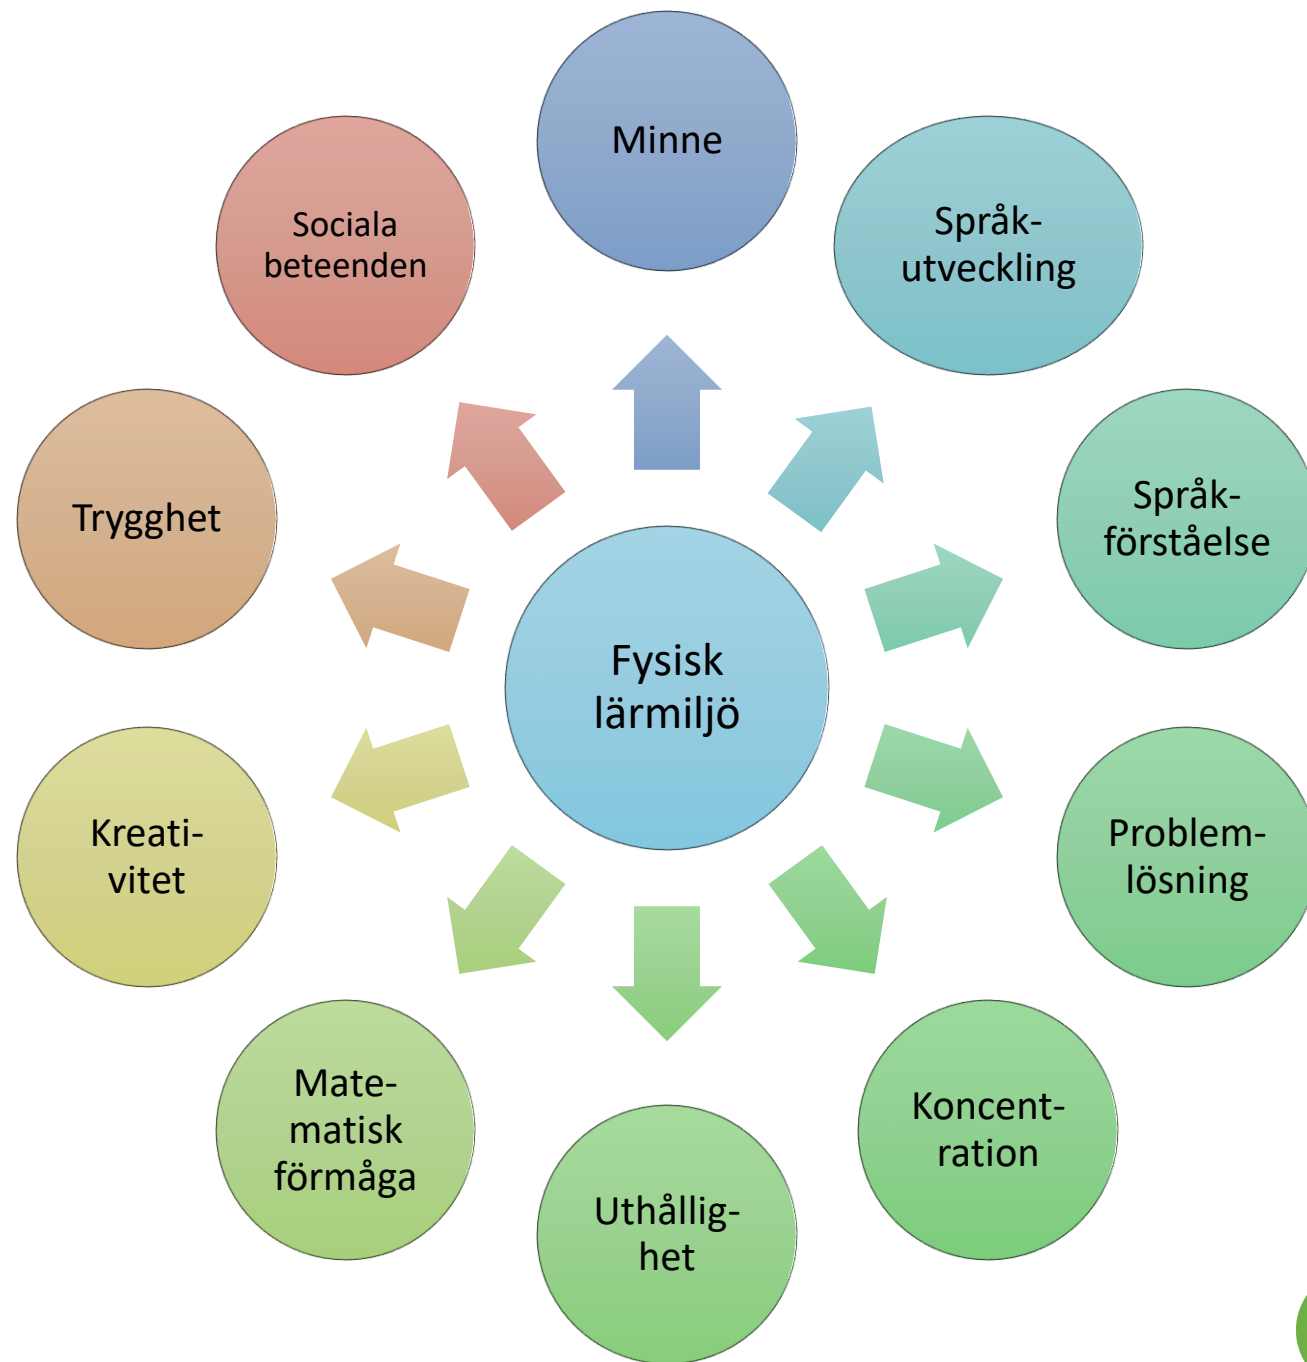 Minne
Språk-
utveckling
Språk-
förståelse
Problem-
lösning
Koncent-
ration
Uthållig-
het
Mate-
matisk
förmåga
Kreati-
vitet
Trygghet
Sociala
beteenden
Fysisk
lärmiljö